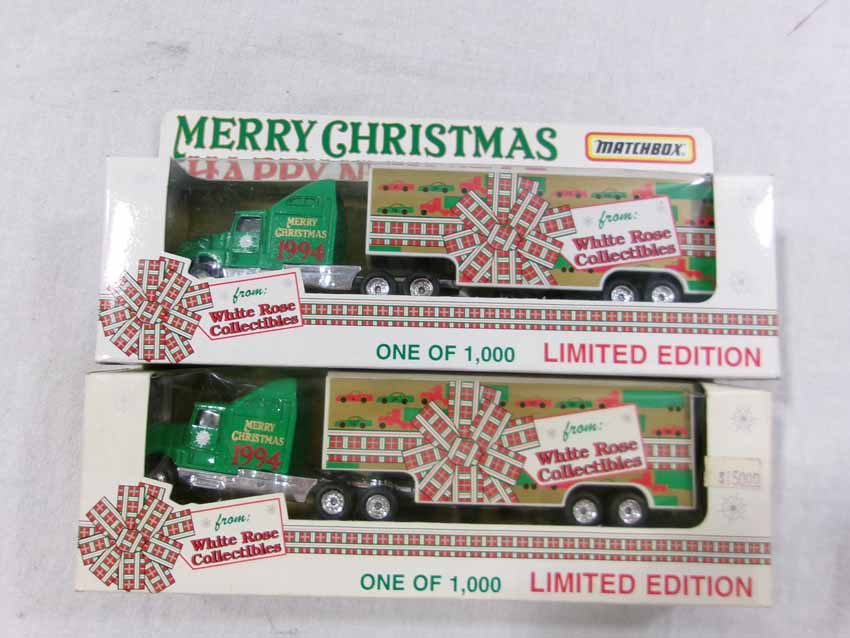 MERRY CHRISTMAS
MATCHBOX
HAPPY N
MERRY
CHRISTMAS
1994
from:
White Rose
Collectibles
from:
White Rose
Collectibles
ONE OF 1,000
LIMITED EDITION
MERRY
CHRISTMAS
1994
from:
White Rose
Collectibles
$15000
from:
White Rose
Collectibles
ONE OF 1,000
LIMITED EDITION